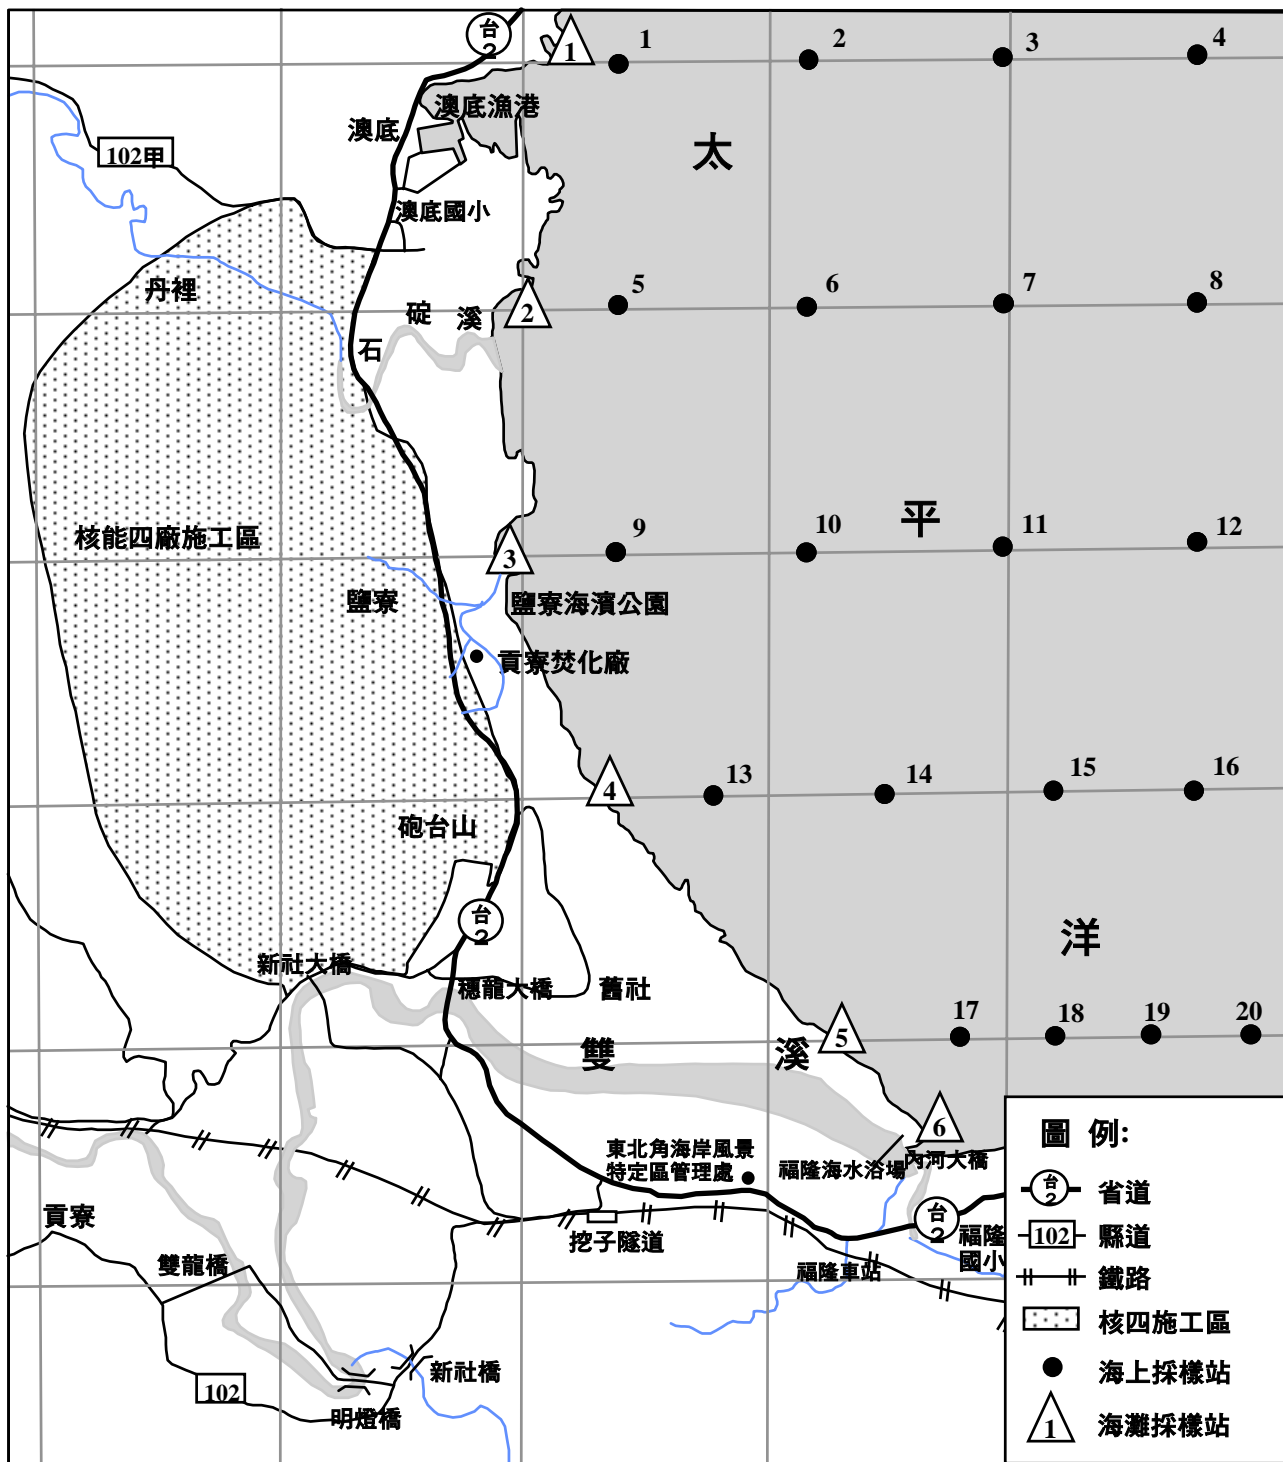 台
2
1
1
2
3
4
澳底漁港
澳底
太
102甲
澳底國小
丹裡
碇
溪
石
2
5
6
7
8
平
核能四廠施工區
3
9
10
11
12
鹽寮
鹽寮海濱公園
貢寮焚化廠
4
13
14
15
16
砲台山
台
2
洋
新社大橋
穗龍大橋
舊社
雙
溪
5
17
18
19
20
6
東北角海岸風景
特定區管理處
福隆海水浴場
內河大橋
貢寮
雙龍橋
挖子隧道
台
2
福隆
國小
福隆車站
新社橋
102
明燈橋
圖 例:
台
2
省道
102
縣道
鐵路
核四施工區
海上採樣站
1
海灘採樣站